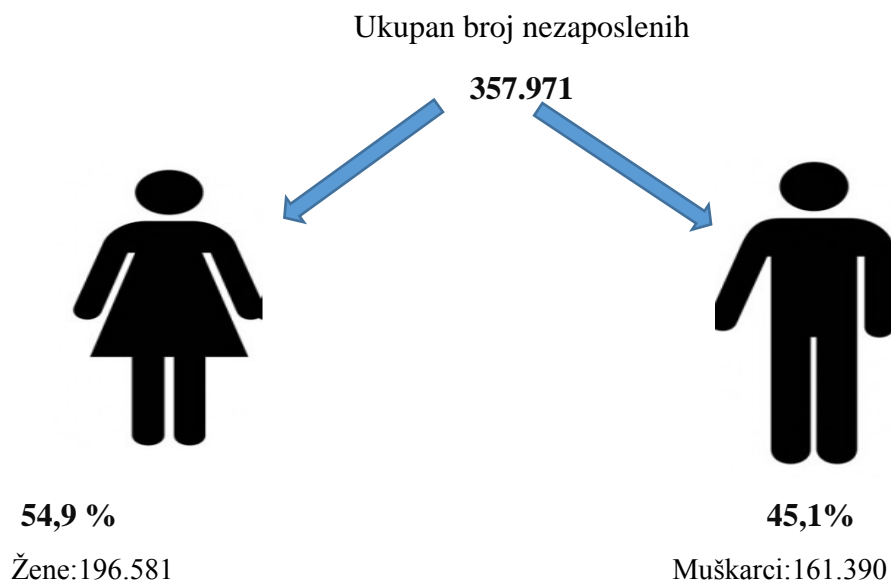 Ukupan broj nezaposlenih
357.971
54,9 %
45,1%
Žene:196.581
Muškarci:161.390